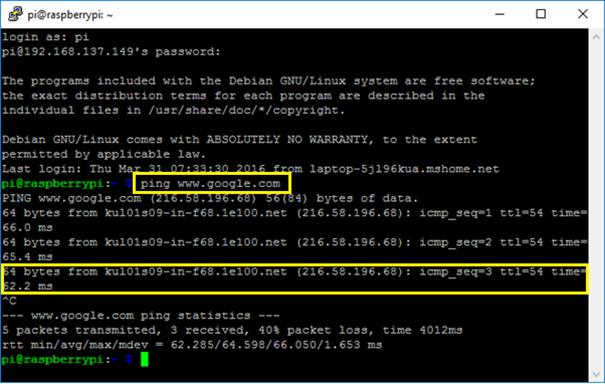 pi@raspberrypi: ~
login as: pi
pi@192.168.137.149's password:
The programs included with the Debian GNU/Linux system are free software;
the exact distribution terms for each program are described in the
individual files in /usr/share/doc/*/copyright.
Debian GNU/Linux comes with ABSOLUTELY NO WARRANTY, to the extent
permitted by applicable law.
Last login: Thu Mar 31 07:33:30 2016 from laptop-5jl96kua.mshome.net
pi@raspberrypi:~ $ ping www.google.com
PING www.google.com (216.58.196.68) 56(84) bytes of data.
64 bytes from kul01s09-in-f68.1e100.net (216.58.196.68): icmp_seq=1 ttl=54 time=
66.0 ms
64 bytes from kul01s09-in-f68.1e100.net (216.58.196.68): icmp_seq=2 ttl=54 time=
65.4 ms
64 bytes from kul01s09-in-f68.1e100.net (216.58.196.68): icmp_seq=3 ttl=54 time=
62.2 ms
^C
--- www.google.com ping statistics ---
5 packets transmitted, 3 received, 40% packet loss, time 4012ms
rtt min/avg/max/mdev = 62.285/64.598/66.050/1.653 ms
pi@raspberrypi:~ $